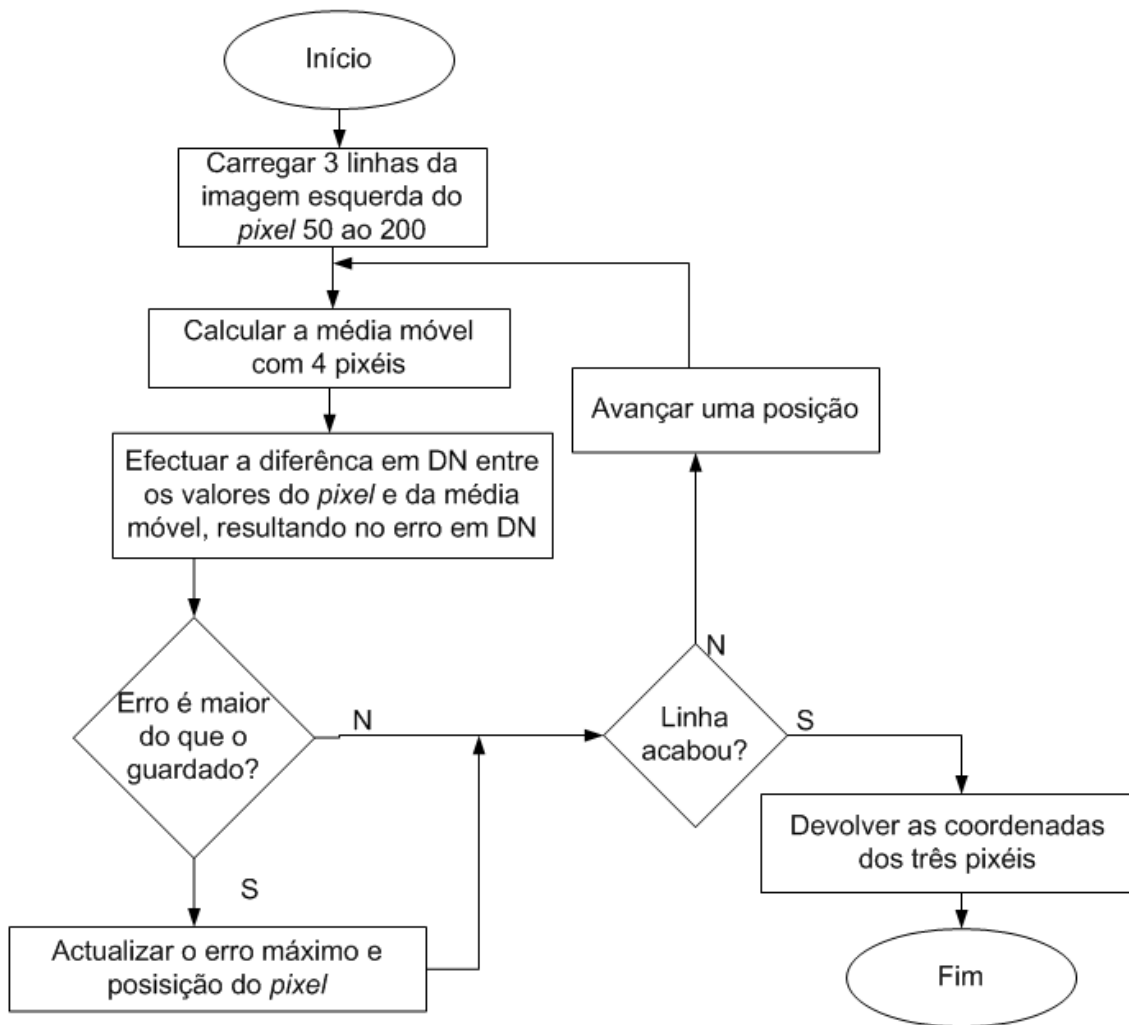 Início
Carregar 3 linhas da
imagem esquerda do
pixel 50 ao 200
Calcular a média móvel
com 4 pixéis
Avançar uma posição
Efectuar a diferênca em DN entre
os valores do pixel e da média
móvel, resultando no erro em DN
Erro é maior
do que o
guardado?
N
S
Actualizar o erro máximo e
posisição do pixel
Linha
acabou?
N
S
Devolver as coordenadas
dos três pixéis
Fim